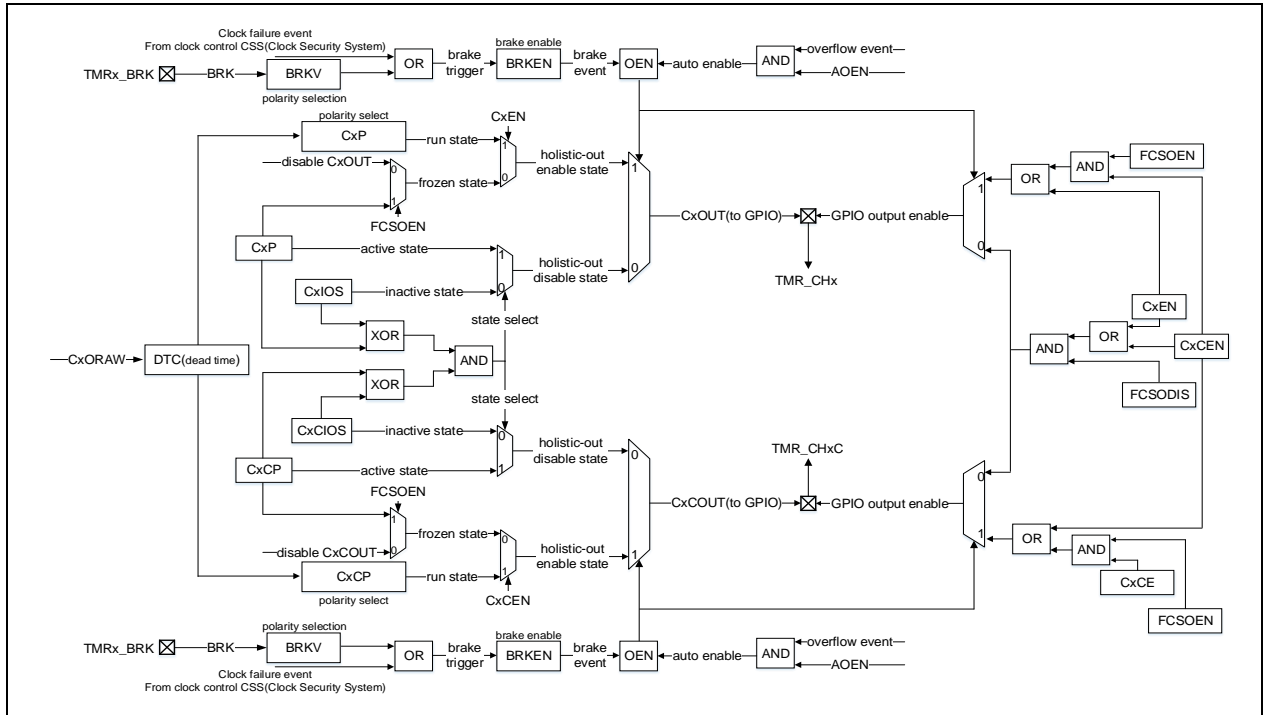 Clock failure event
From clock control CSS(Clock Security System)
TMRx_BRK
BRK
BRKV
polarity selection
OR
brake
trigger
brake enable
BRKEN
brake
event
OEN
auto enable
AND
overflow event
AOEN
polarity select
CxP
run state
CxEN
1
0
disable CxOUT
0
1
frozen state
FCSOEN
holistic-out
enable state
1
0
CxP
active state
1
0
holistic-out
disable state
CxIOS
inactive state
state select
XOR
AND
CxORAW
DTC(dead time)
XOR
state select
CxCIOS
inactive state
0
1
holistic-out
disable state
CxCP
active state
FCSOEN
1
0
frozen state
disable CxCOUT
CxCP
polarity select
run state
0
1
CxCEN
holistic-out
enable state
0
1
CxOUT(to GPIO)
GPIO output enable
TMR_CHx
1
0
OR
AND
FCSOEN
CxEN
CxCEN
OR
AND
FCSODIS
TMR_CHxC
CxCOUT(to GPIO)
GPIO output enable
0
1
OR
AND
CxCE
FCSOEN
TMRx_BRK
BRK
polarity selection
BRKV
Clock failure event
From clock control CSS(Clock Security System)
OR
brake
trigger
brake enable
BRKEN
brake
event
OEN
auto enable
AND
overflow event
AOEN